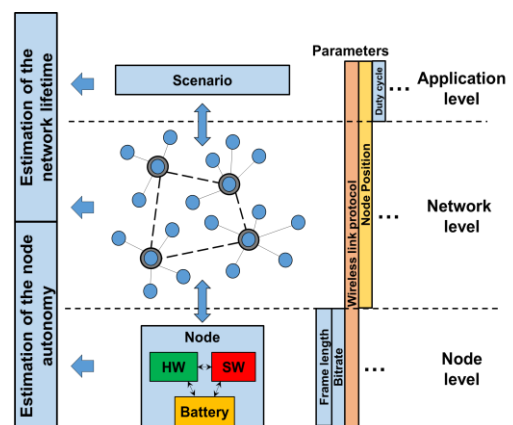 Estimation of the
network lifetime
Estimation of the node
autonomy
Scenario
Parameters
Duty cycle
...
Application
level
Wireless link protocol
Node Position
...
Network
level
Node
HW
SW
Battery
Frame length
Bitrate
...
Node
level